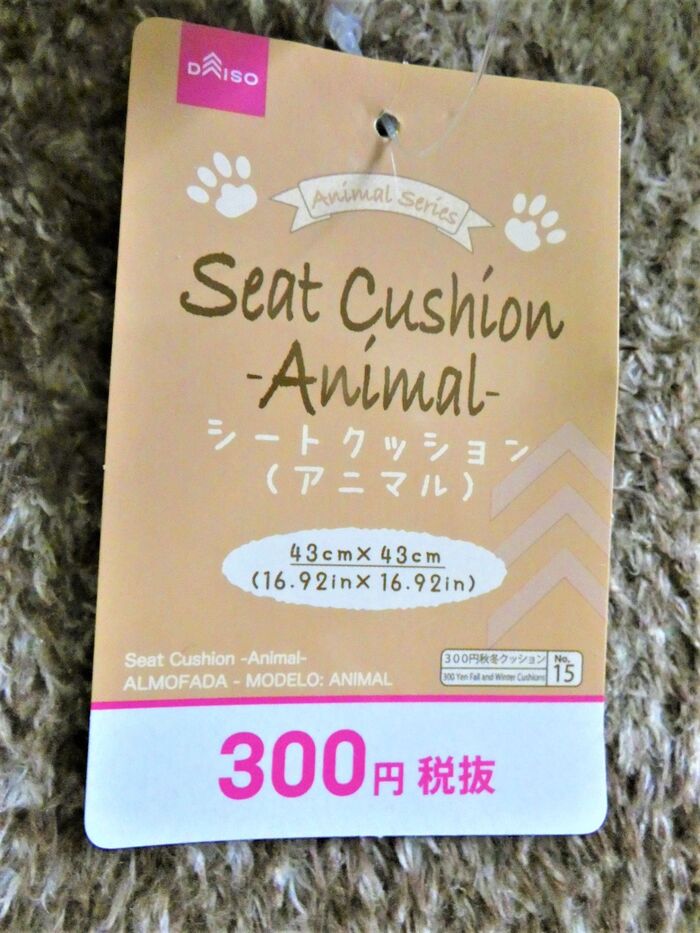 DAISO
Animal Series
Seat Cushion
-Animal-
シートクッション
(アニマル)
43cm×43cm
(16.92in×16.92in)
Seat Cushion -Animal-
ALMOFADA - MODELO: ANIMAL
300円秋冬クッション
300 Yen Fall and Winter Cushions
No.
15
300円 税抜